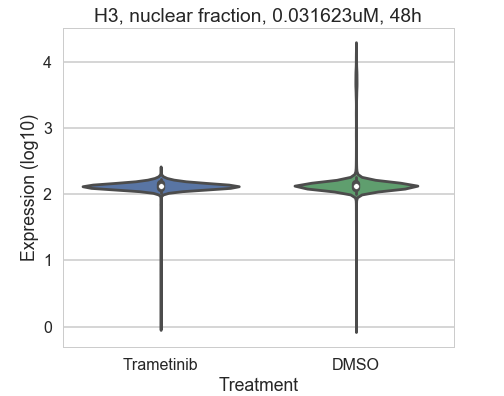 H3, nuclear fraction, 0.031623uM, 48h
Expression (log10)
4
3
2
1
0
Trametinib DMSO
Treatment